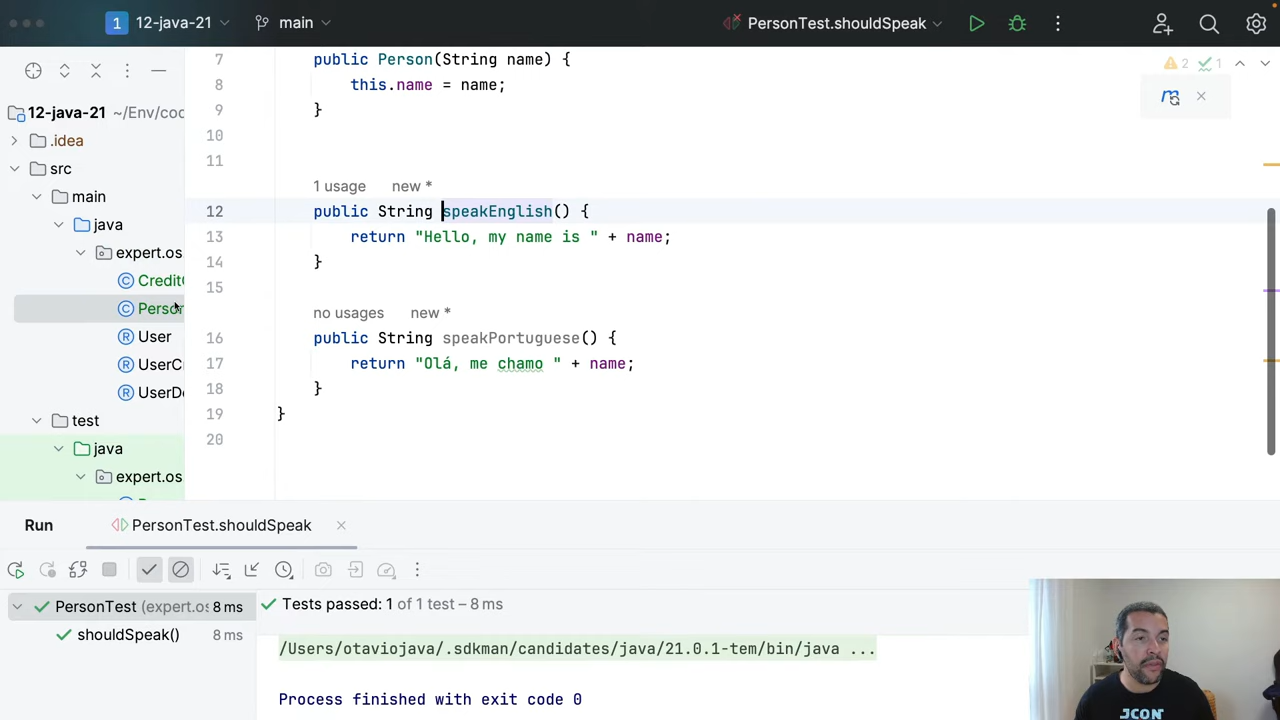 1 12-java-21 main PersonTest.shouldSpeak
12-java-21 ~/Env/coo
.idea
src
main
java
expert.os
Credit
Person
User
UserC
UserDe
test
java
expert.os
2 1
7 public Person(String name) {
8 this.name = name;
9 }
10
11
1 usage new *
12 public String speakEnglish() {
13 return "Hello, my name is " + name;
14 }
15
no usages new *
16 public String speakPortuguese() {
17 return "Olá, me chamo " + name;
18 }
19 }
20
Run PersonTest.shouldSpeak
PersonTest (expert.os 8 ms
shouldSpeak() 8 ms
Tests passed: 1 of 1 test – 8 ms
/Users/otaviojava/.sdkman/candidates/java/21.0.1-tem/bin/java ...
Process finished with exit code 0
JCON